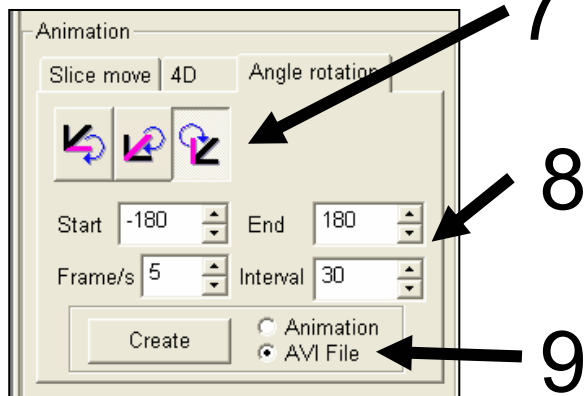 7
Animation
Slice move 4D Angle rotation
8
Start -180 End 180
Frame/s 5 Interval 30
Create Animation
AVI File
9